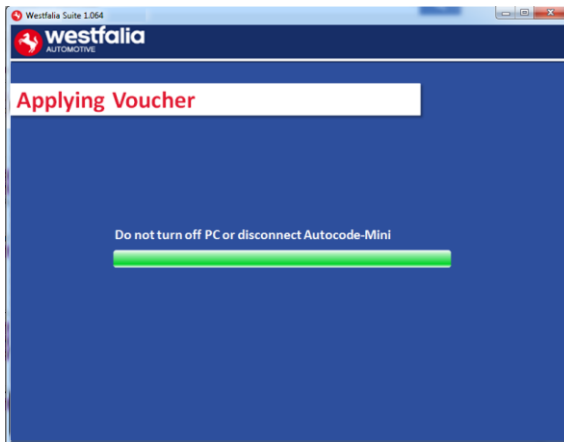 Westfalia Suite 1.064
westfalia
AUTOMOTIVE
Applying Voucher
Do not turn off PC or disconnect Autocode-Mini